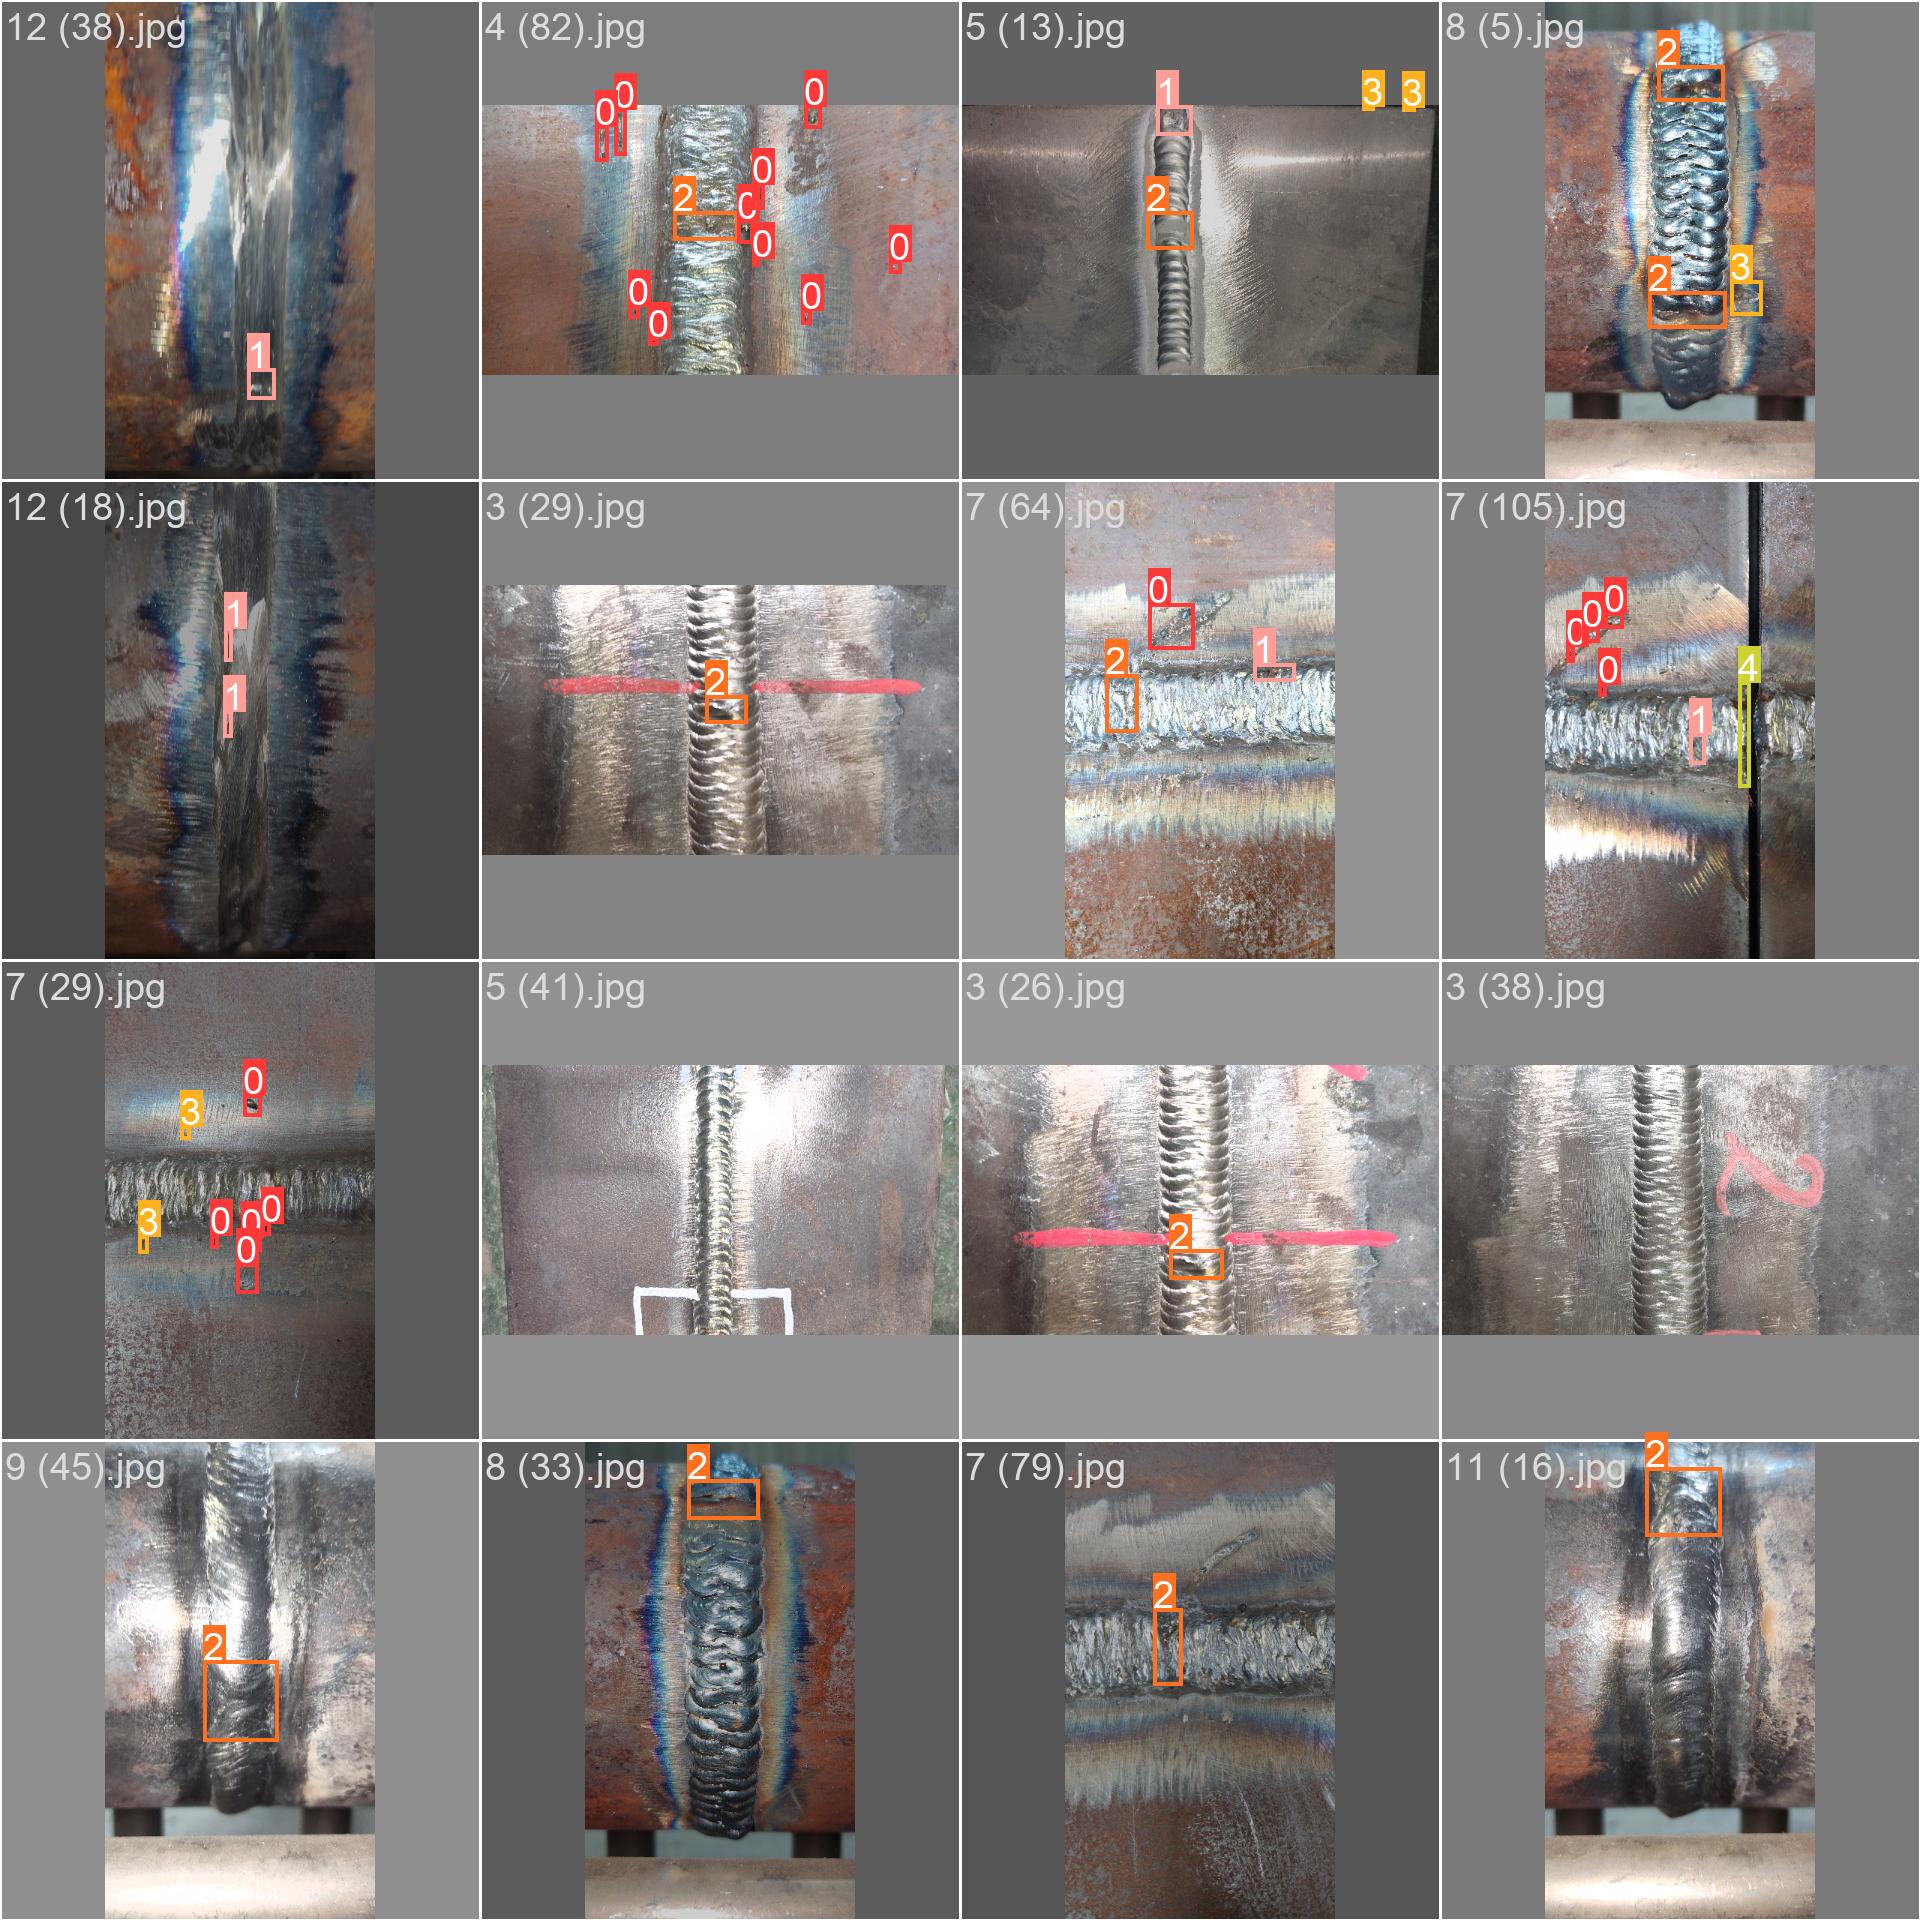 12 (38).jpg
1
4 (82).jpg
0
0
0
0
2
0
0
0
0
0
0
5 (13).jpg
1
3
3
2
8 (5).jpg
2
2
3
12 (18).jpg
1
1
3 (29).jpg
2
7 (64).jpg
0
1
2
7 (105).jpg
0
0
0
0
4
1
7 (29).jpg
0
3
0
0
0
3
0
5 (41).jpg
3 (26).jpg
2
3 (38).jpg
2
9 (45).jpg
2
8 (33).jpg
2
7 (79).jpg
2
11 (16).jpg
2